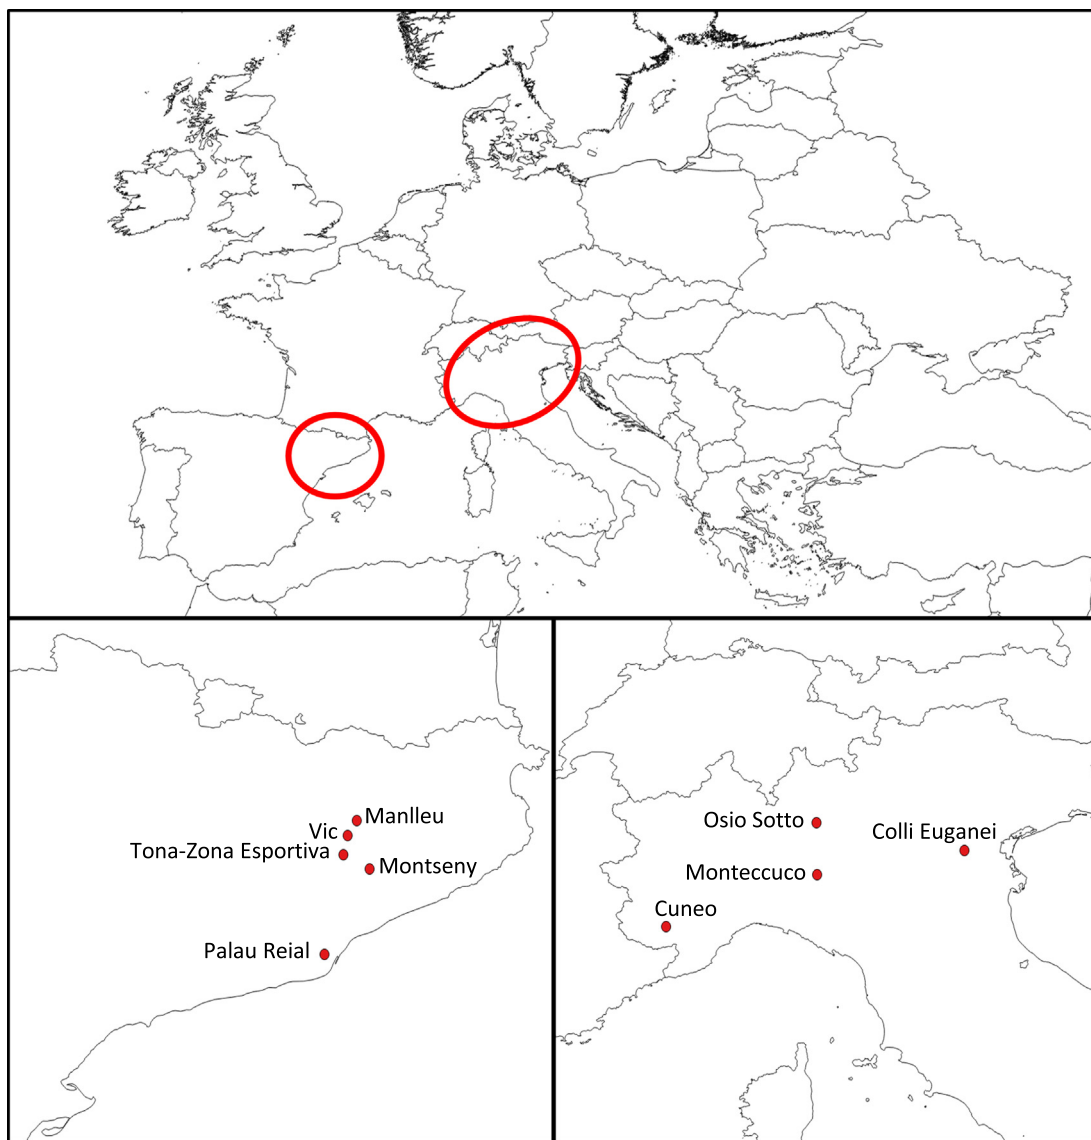 Manlleu
Vic
Tona-Zona Esportiva
Montseny
Palau Reial
Osio Sotto
Colli Euganei
Monteccuco
Cuneo